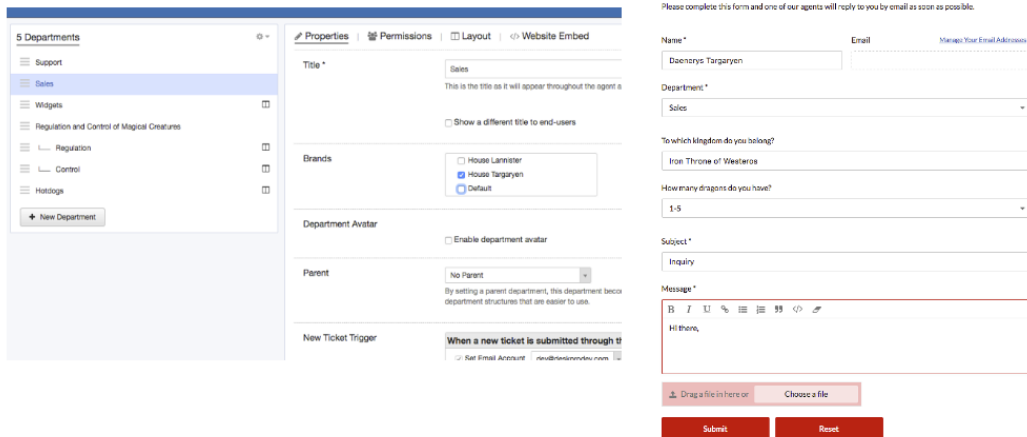 5 Departments
Support
Sales
Widgets
Regulation and Control of Magical Creatures
Regulation
Control
Hotdogs
+ New Department
Properties
Permissions
Layout
</> Website Embed
Title *
Sales
This is the title as it will appear throughout the agent a
Show a different title to end-users
Brands
House Lannister
House Targaryen
Default
Department Avatar
Enable department avatar
Parent
No Parent
By setting a parent department, this department becor
department structures that are easier to use.
New Ticket Trigger
When a new ticket is submitted through th
Set Email Account
Please complete this form and one of our agents will reply to you by email as soon as possible.
Name *
Email
Manage Your Email Addresses
Daenerys Targaryen
Department *
Sales
To which kingdom do you belong?
Iron Throne of Westeros
How many dragons do you have?
1-5
Subject *
Inquiry
Message *
B I U </>
Hi there,
Drag a file in here or
Choose a file
Submit
Reset